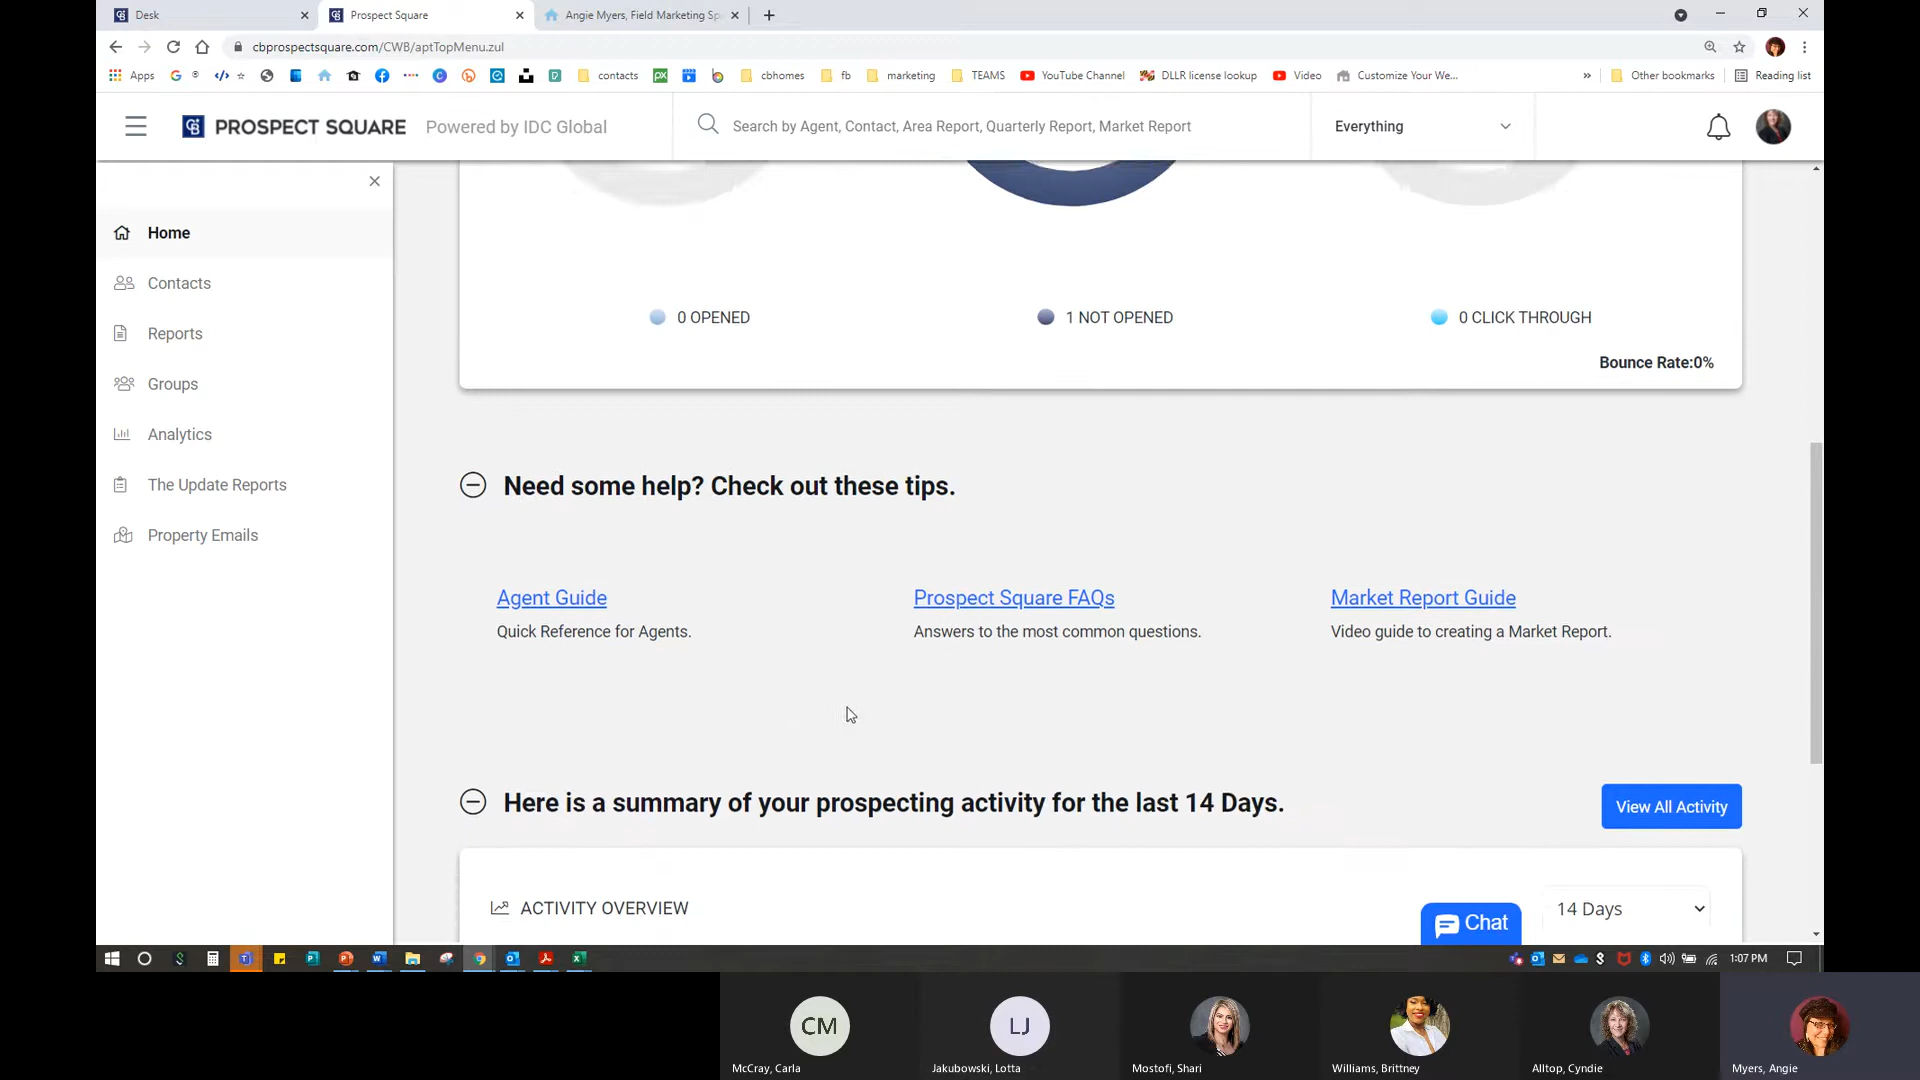 Desk
Prospect Square
Angie Myers, Field Marketing Sp
cbprospectsquare.com/CWB/aptTopMenu.zul
Apps
contacts
cbhomes
fb
marketing
TEAMS
YouTube Channel
DLLR license lookup
Video
Customize Your We...
»
Other bookmarks
Reading list
PROSPECT SQUARE
Powered by IDC Global
Search by Agent, Contact, Area Report, Quarterly Report, Market Report
Everything
Home
Contacts
Reports
Groups
Analytics
The Update Reports
Property Emails
0 OPENED
1 NOT OPENED
0 CLICK THROUGH
Bounce Rate:0%
Need some help? Check out these tips.
Agent Guide
Quick Reference for Agents.
Prospect Square FAQs
Answers to the most common questions.
Market Report Guide
Video guide to creating a Market Report.
Here is a summary of your prospecting activity for the last 14 Days.
View All Activity
ACTIVITY OVERVIEW
14 Days
Chat
1:07 PM
CM
McCray, Carla
LJ
Jakubowski, Lotta
Mostofi, Shari
Williams, Brittney
Alltop, Cyndie
Myers, Angie